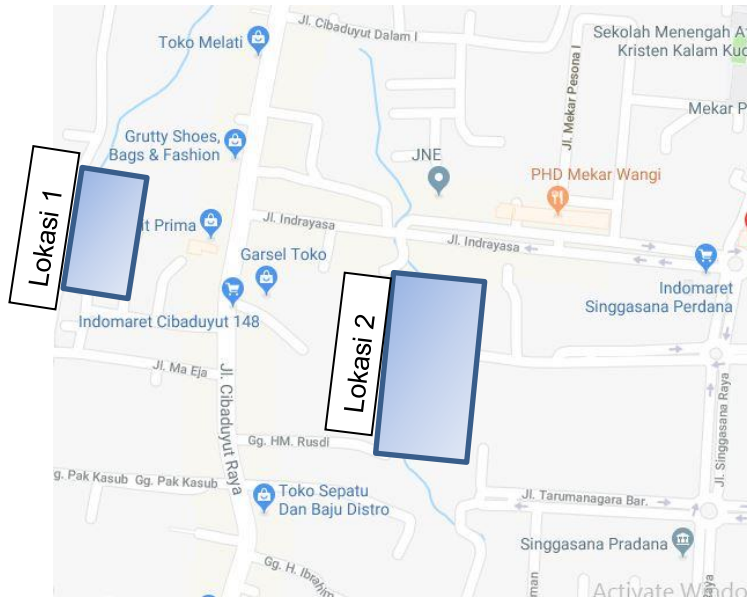 Jl. Cibaduyut Dalam I
Toko Melati
Sekolah Menengah A
Kristen Kalam Kud
Mekar P
Jl. Mekar Pesona I
Grutty Shoes,
Bags & Fashion
JNE
PHD Mekar Wangi
Lokasi 1
t Prima
Jl. Indrayasa
Jl. Indrayasa
Garsel Toko
Indomaret
Singgasana Perdana
Indomaret Cibaduyut 148
Lokasi 2
Jl. Ma Eja
Jl. Cibaduyut Raya
Jl. Singgasana Raya
Gg. HM. Rusdi
g. Pak Kasub
Gg. Pak Kasub
Toko Sepatu
Dan Baju Distro
Jl. Tarumanagara Bar.
Singgasana Pradana
Gg. H. Ibrahim
man
Raya
Activate Windo